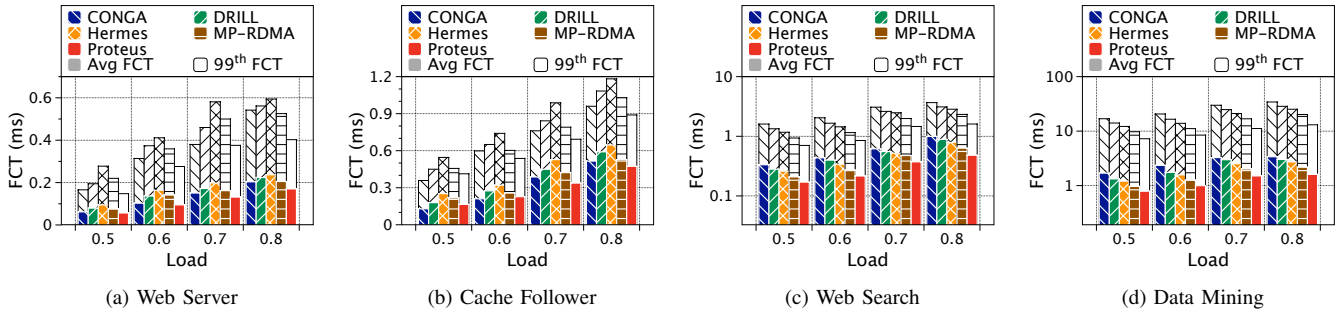 CONGA
DRILL
Hermes
MP-RDMA
Proteus
Avg FCT
99th FCT
FCT (ms)
0.6
0.4
0.2
0
0.5
0.6
0.7
0.8
Load
(a) Web Server
CONGA
DRILL
Hermes
MP-RDMA
Proteus
Avg FCT
99th FCT
FCT (ms)
1.2
0.9
0.6
0.3
0
0.5
0.6
0.7
0.8
Load
(b) Cache Follower
CONGA
DRILL
Hermes
MP-RDMA
Proteus
Avg FCT
99th FCT
FCT (ms)
10
1
0.1
0.5
0.6
0.7
0.8
Load
(c) Web Search
CONGA
DRILL
Hermes
MP-RDMA
Proteus
Avg FCT
99th FCT
FCT (ms)
100
10
1
0.5
0.6
0.7
0.8
Load
(d) Data Mining